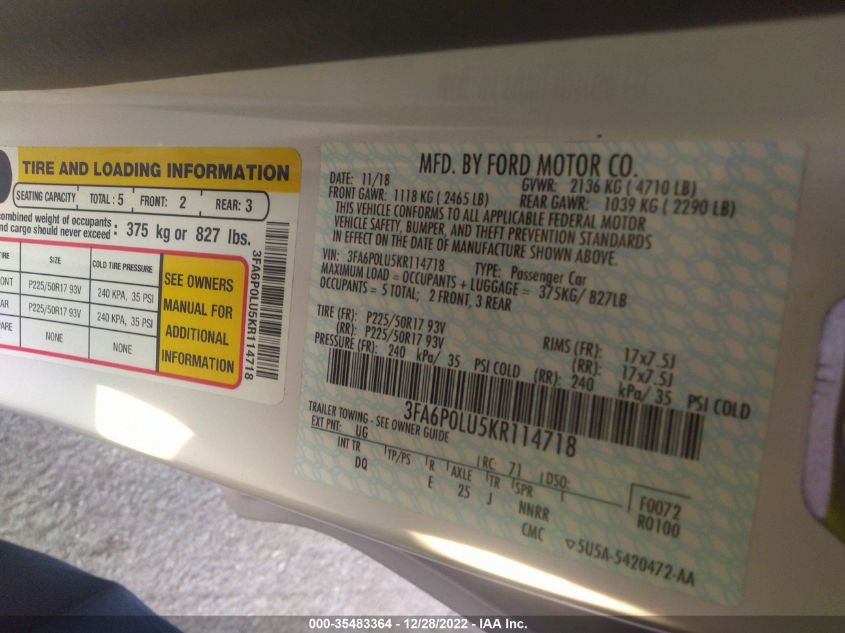 TIRE AND LOADING INFORMATION
SEATING CAPACITY TOTAL : 5 FRONT: 2 REAR: 3
combined weight of occupants
and cargo should never exceed : 375 kg or 827 lbs.
SIZE COLD TIRE PRESSURE
P225/50R17 93V 240 KPA, 35 PSI
P225/50R17 93V 240 KPA, 35 PSI
NONE NONE
SEE OWNERS
MANUAL FOR
ADDITIONAL
INFORMATION
3FA6P0LU5KR114718
MFD. BY FORD MOTOR CO.
DATE: 11/18 GVWR: 2136 KG ( 4710 LB)
FRONT GAWR: 1118 KG (2465 LB) REAR GAWR: 1039 KG ( 2290 LB)
THIS VEHICLE CONFORMS TO ALL APPLICABLE FEDERAL MOTOR
VEHICLE SAFETY, BUMPER, AND THEFT PREVENTION STANDARDS
IN EFFECT ON THE DATE OF MANUFACTURE SHOWN ABOVE.
VIN: 3FA6P0LU5KR114718 TYPE: Passenger Car
MAXIMUM LOAD = OCCUPANTS + LUGGAGE = 375KG/ 827LB
OCCUPANTS = 5 TOTAL; 2 FRONT, 3 REAR
TIRE (FR): P225/50R17 93V RIMS (FR): 17x7.5J
(RR): P225/50R17 93V (RR): 17x7.5J
PRESSURE (FR): 240 kPa/ 35 PSI COLD (RR): 240 kPa/ 35 PSI COLD
3FA6P0LU5KR114718
TRAILER TOWING - SEE OWNER GUIDE
EXT PNT: UG RC: 71 DSO:
INT TR TP/PS R AXLE TR SPR F0072
DQ E 25 J NNRR R0100
CMC 5U5A-5420472-AA
000-35483364 - 12/28/2022 - IAA Inc.